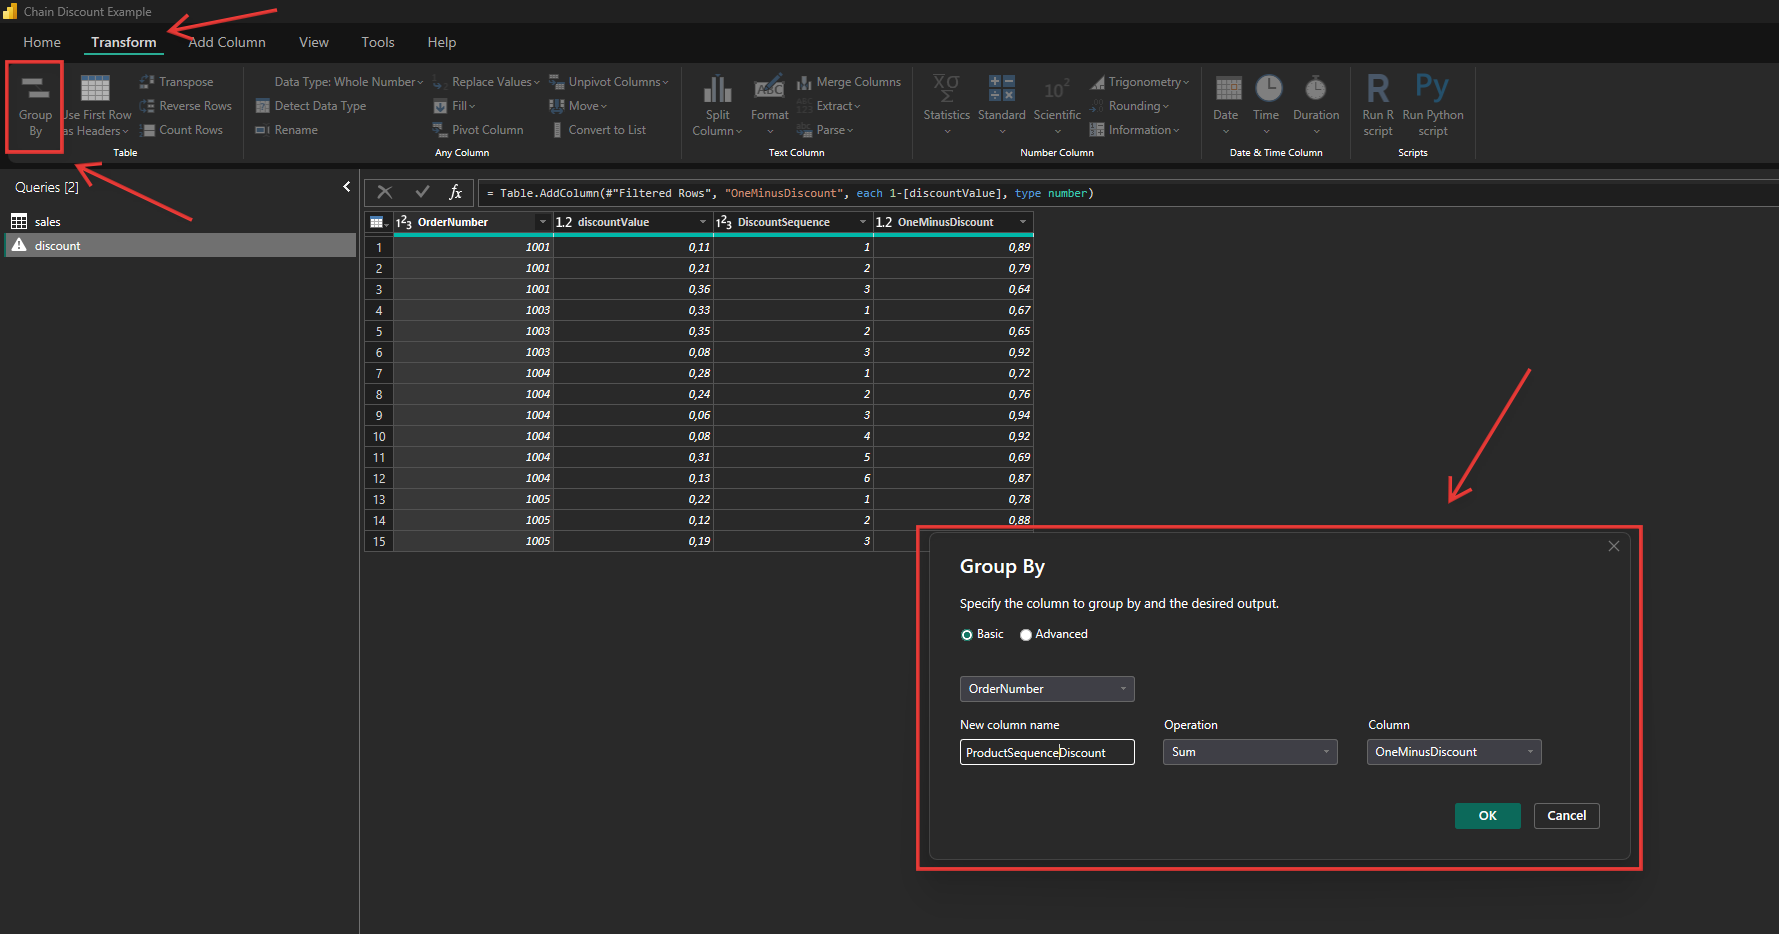 Chain Discount Example
Home Transform Add Column View Tools Help
Group By
Use First Row as Headers
Transpose
Reverse Rows
Count Rows
Table
Data Type: Whole Number
Detect Data Type
Rename
Replace Values
Fill
Pivot Column
Unpivot Columns
Move
Convert to List
Any Column
Split Column
ABC
Format
Merge Columns
Extract
Parse
Text Column
Statistics
Standard
10²
Scientific
Trigonometry
Rounding
Information
Number Column
Date
Time
Duration
Date & Time Column
R
Run R script
Py
Run Python script
Scripts
Queries [2]
sales
discount
fx
= Table.AddColumn(#"Filtered Rows", "OneMinusDiscount", each 1-[discountValue], type number)
1²3 OrderNumber 1.2 discountValue 1²3 DiscountSequence 1.2 OneMinusDiscount
1 1001 0,11 1 0,89
2 1001 0,21 2 0,79
3 1001 0,36 3 0,64
4 1003 0,33 1 0,67
5 1003 0,35 2 0,65
6 1003 0,08 3 0,92
7 1004 0,28 1 0,72
8 1004 0,24 2 0,76
9 1004 0,06 3 0,94
10 1004 0,08 4 0,92
11 1004 0,31 5 0,69
12 1004 0,13 6 0,87
13 1005 0,22 1 0,78
14 1005 0,12 2 0,88
15 1005 0,19 3
Group By
Specify the column to group by and the desired output.
Basic Advanced
OrderNumber
New column name Operation Column
ProductSequenceDiscount Sum OneMinusDiscount
OK Cancel